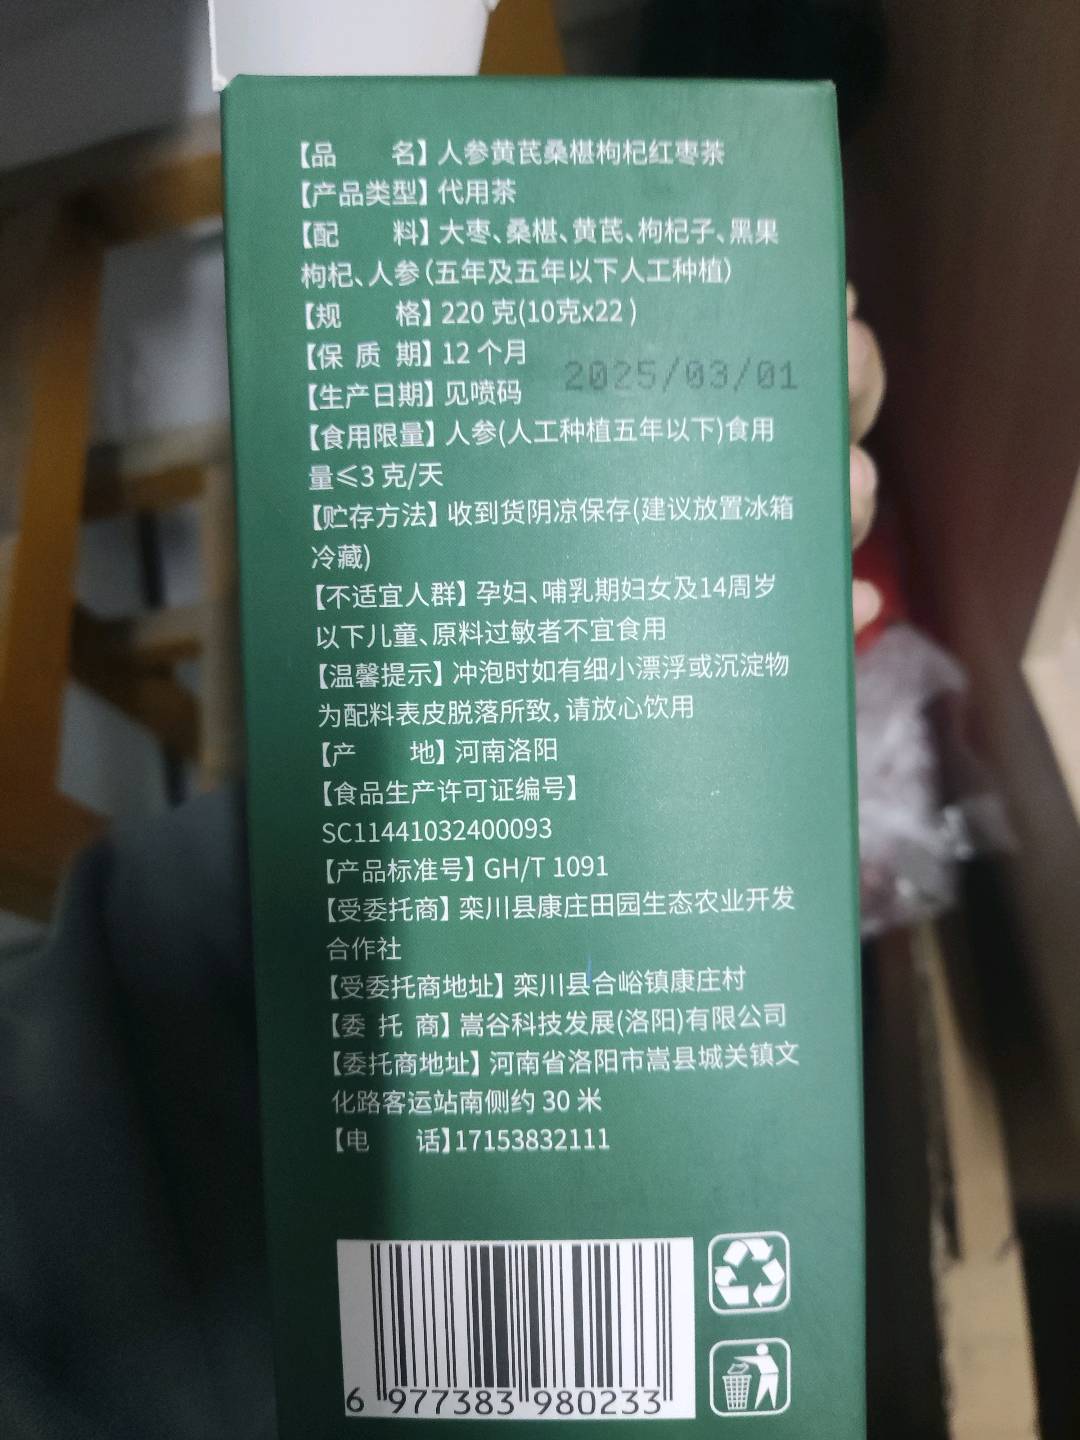 【品 名】人参黄芪桑椹枸杞红枣茶
【产品类型】代用茶
【配 料】大枣、桑椹、黄芪、枸杞子、黑果
枸杞、人参(五年及五年以下人工种植)
【规 格】220 克(10克x22 )
【保 质 期】12 个月
2025/03/01
【生产日期】见喷码
【食用限量】人参(人工种植五年以下)食用
量≤3 克/天
【贮存方法】收到货阴凉保存(建议放置冰箱
冷藏)
【不适宜人群】孕妇、哺乳期妇女及14周岁
以下儿童、原料过敏者不宜食用
【温馨提示】冲泡时如有细小漂浮或沉淀物
为配料表皮脱落所致,请放心饮用
【产 地】河南洛阳
【食品生产许可证编号】
SC11441032400093
【产品标准号】GH/T 1091
【受委托商】栾川县康庄田园生态农业开发
合作社
【受委托商地址】栾川县合峪镇康庄村
【委 托 商】嵩谷科技发展(洛阳)有限公司
【委托商地址】河南省洛阳市嵩县城关镇文
化路客运站南侧约 30 米
【电 话】17153832111
6 977383 980233